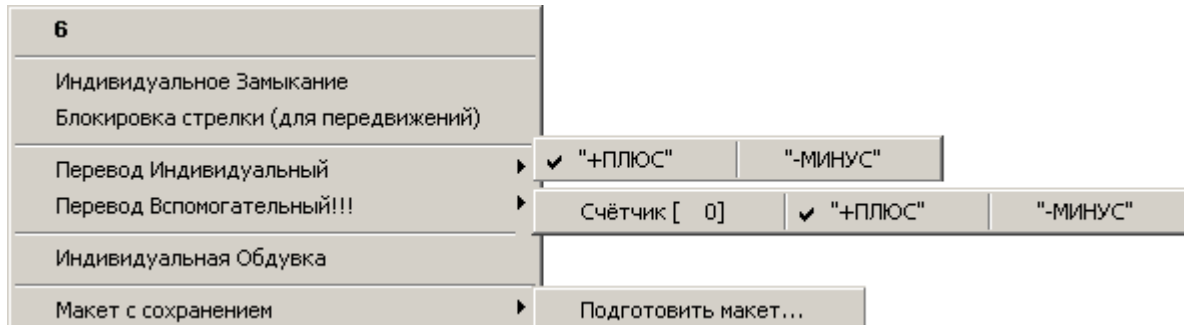 6
Индивидуальное Замыкание
Блокировка стрелки (для передвижений)
Перевод Индивидуальный
"+ПЛЮС" "-МИНУС"
Перевод Вспомогательный!!!
Счётчик [ 0] "+ПЛЮС" "-МИНУС"
Индивидуальная Обдувка
Макет с сохранением
Подготовить макет...